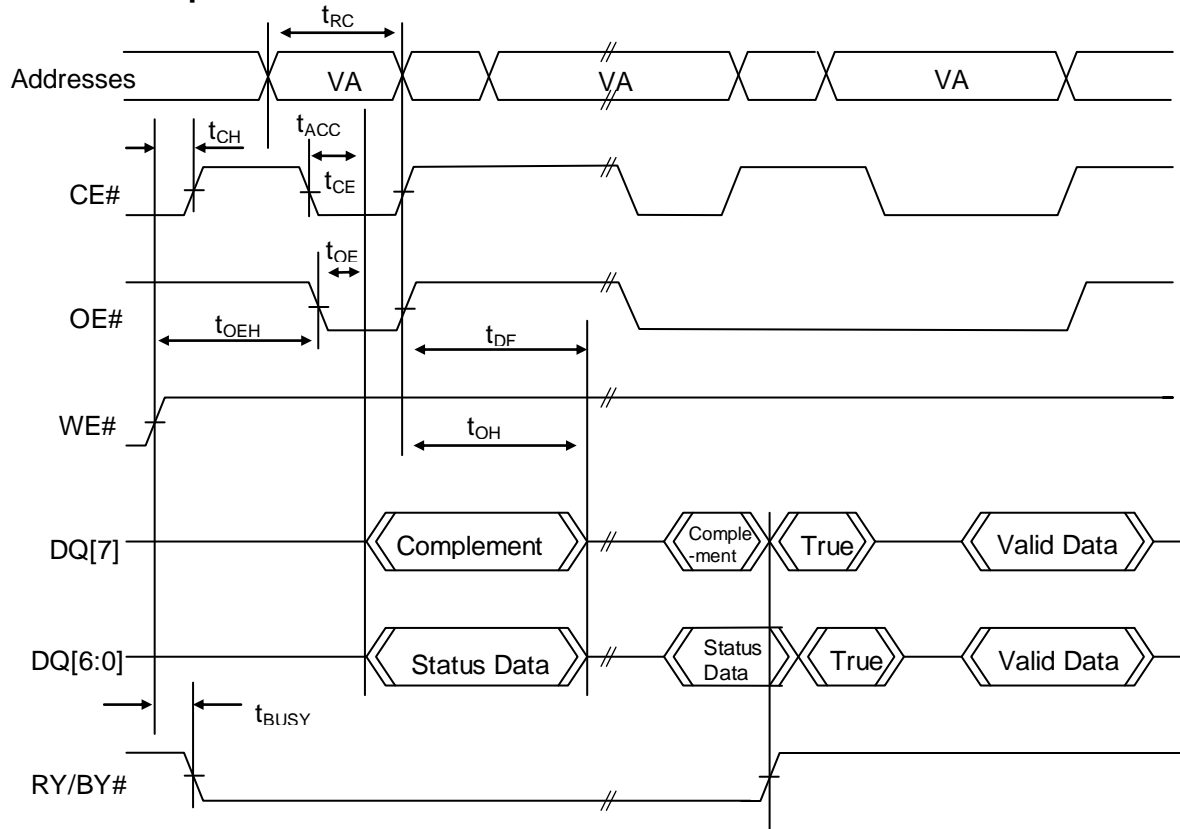 tRC
Addresses
VA
VA
VA
tCH
tACC
CE#
tCE
tOE
OE#
tOEH
tDF
WE#
tOH
DQ[7]
Complement
Comple
-ment
True
Valid Data
DQ[6:0]
Status Data
Status
Data
True
Valid Data
tBUSY
RY/BY#